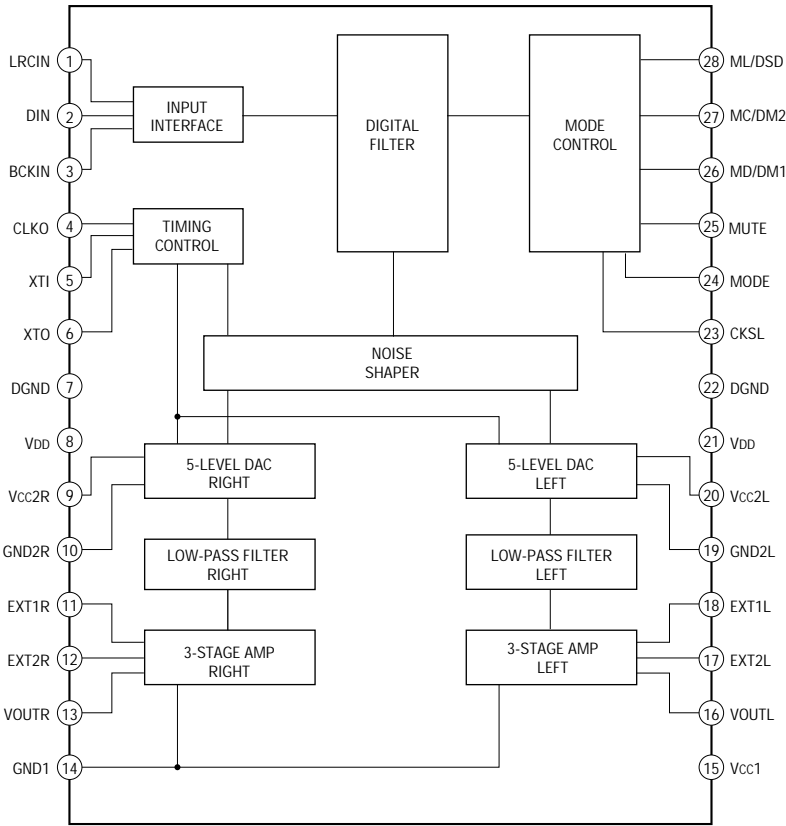 LRCIN
1
DIN
2
BCKIN
3
CLKO
4
XTI
5
XTO
6
DGND
7
VDD
8
VCC2R
9
GND2R
10
EXT1R
11
EXT2R
12
VOUTR
13
GND1
14
INPUT
INTERFACE
TIMING
CONTROL
DIGITAL
FILTER
MODE
CONTROL
NOISE
SHAPER
5-LEVEL DAC
RIGHT
5-LEVEL DAC
LEFT
LOW-PASS FILTER
RIGHT
LOW-PASS FILTER
LEFT
3-STAGE AMP
RIGHT
3-STAGE AMP
LEFT
28
ML/DSD
27
MC/DM2
26
MD/DM1
25
MUTE
24
MODE
23
CKSL
22
DGND
21
VDD
20
VCC2L
19
GND2L
18
EXT1L
17
EXT2L
16
VOUTL
15
VCC1